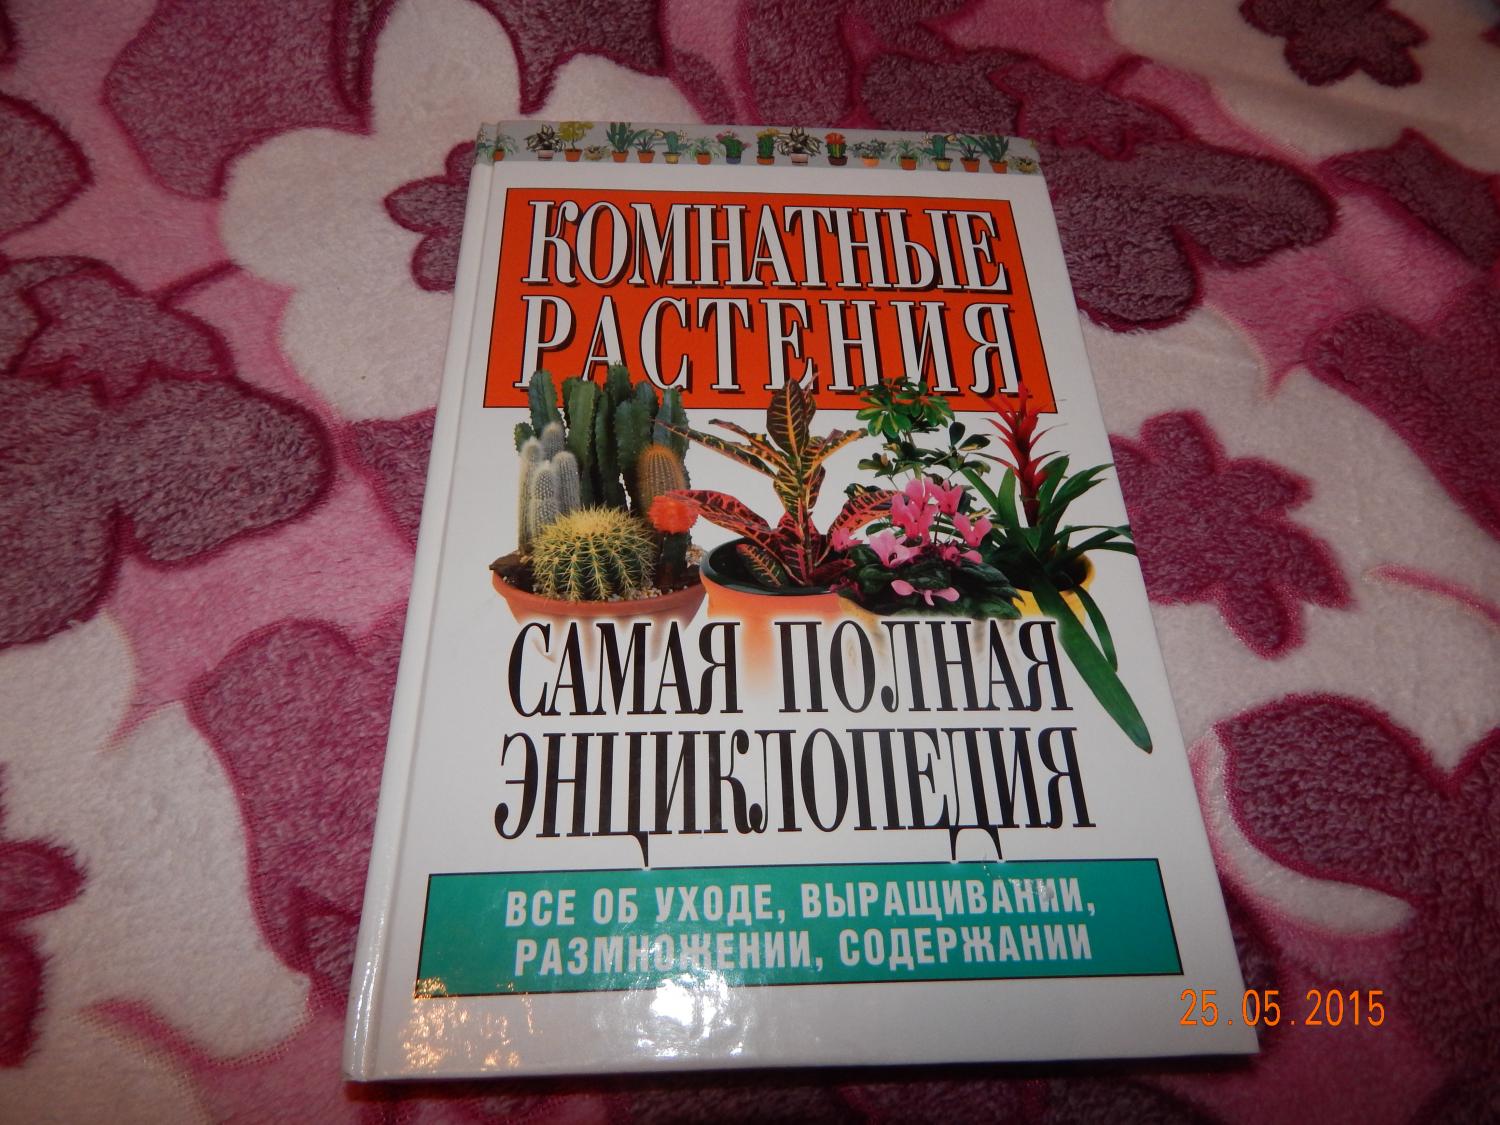 КОМНАТНЫЕ
РАСТЕНИЯ
САМАЯ ПОЛНАЯ
ЭНЦИКЛОПЕДИЯ
ВСЕ ОБ УХОДЕ, ВЫРАЩИВАНИИ,
РАЗМНОЖЕНИИ, СОДЕРЖАНИИ
25.05.2015